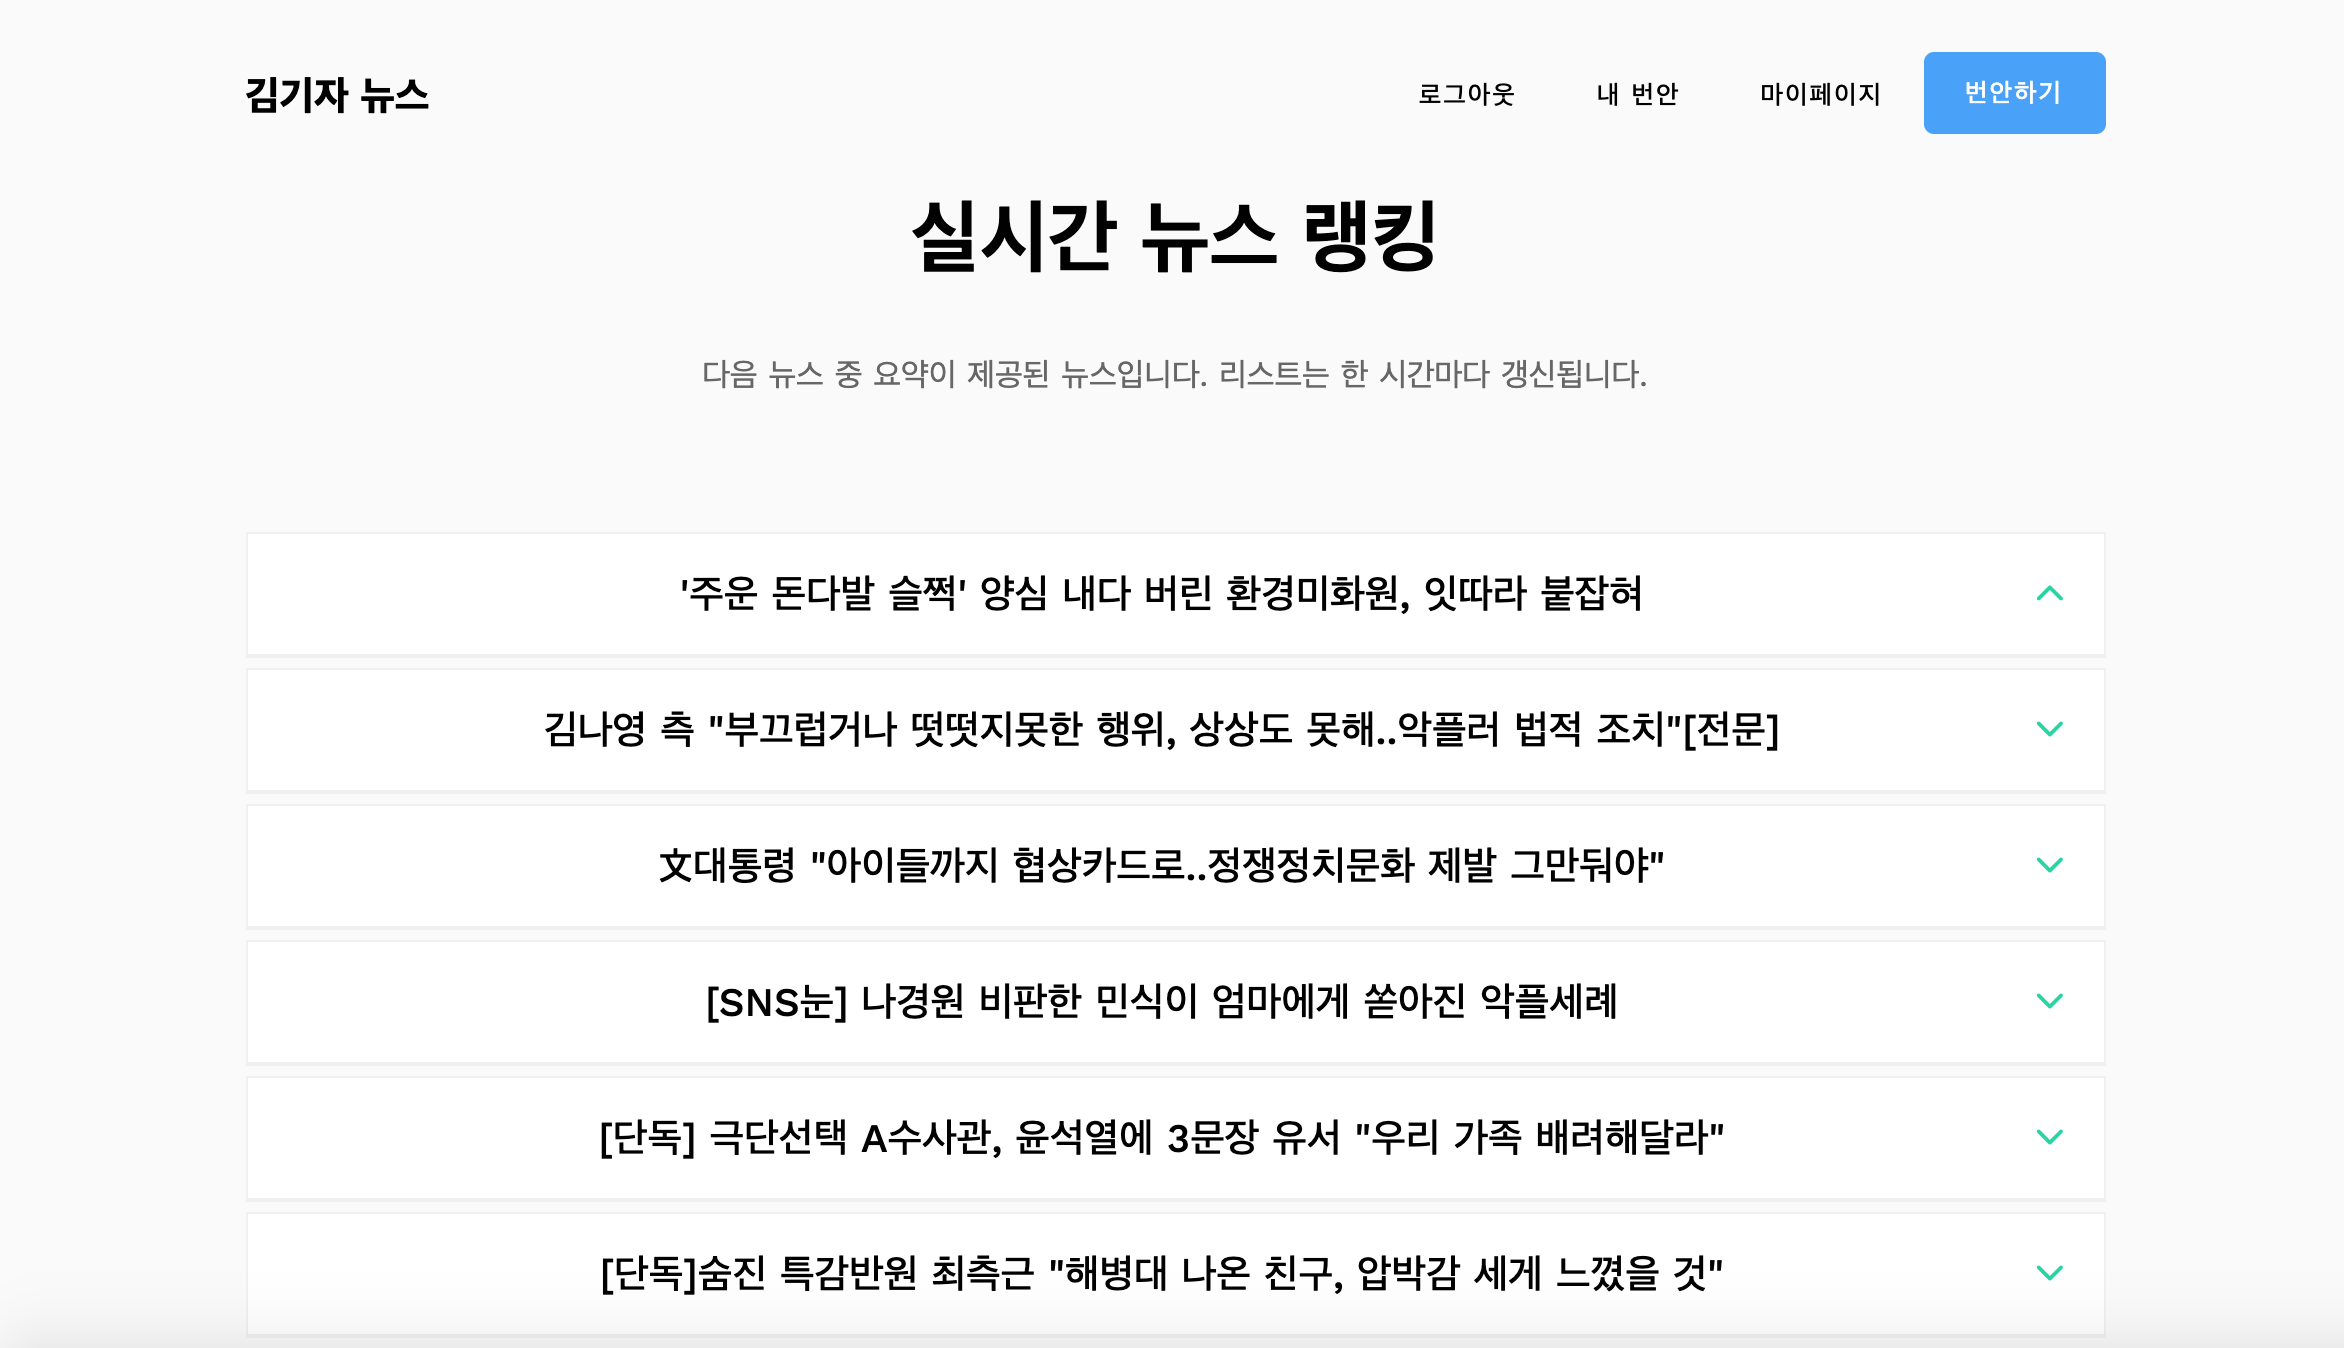 김기자 뉴스
로그아웃 내 번안 마이페이지 번안하기
실시간 뉴스 랭킹
다음 뉴스 중 요약이 제공된 뉴스입니다. 리스트는 한 시간마다 갱신됩니다.
'주운 돈다발 슬쩍' 양심 내다 버린 환경미화원, 잇따라 붙잡혀
김나영 측 "부끄럽거나 떳떳지못한 행위, 상상도 못해..악플러 법적 조치"[전문]
文대통령 "아이들까지 협상카드로..정쟁정치문화 제발 그만둬야"
[SNS눈] 나경원 비판한 민식이 엄마에게 쏟아진 악플세례
[단독] 극단선택 A수사관, 윤석열에 3문장 유서 "우리 가족 배려해달라"
[단독]숨진 특감반원 최측근 "해병대 나온 친구, 압박감 세게 느꼈을 것"